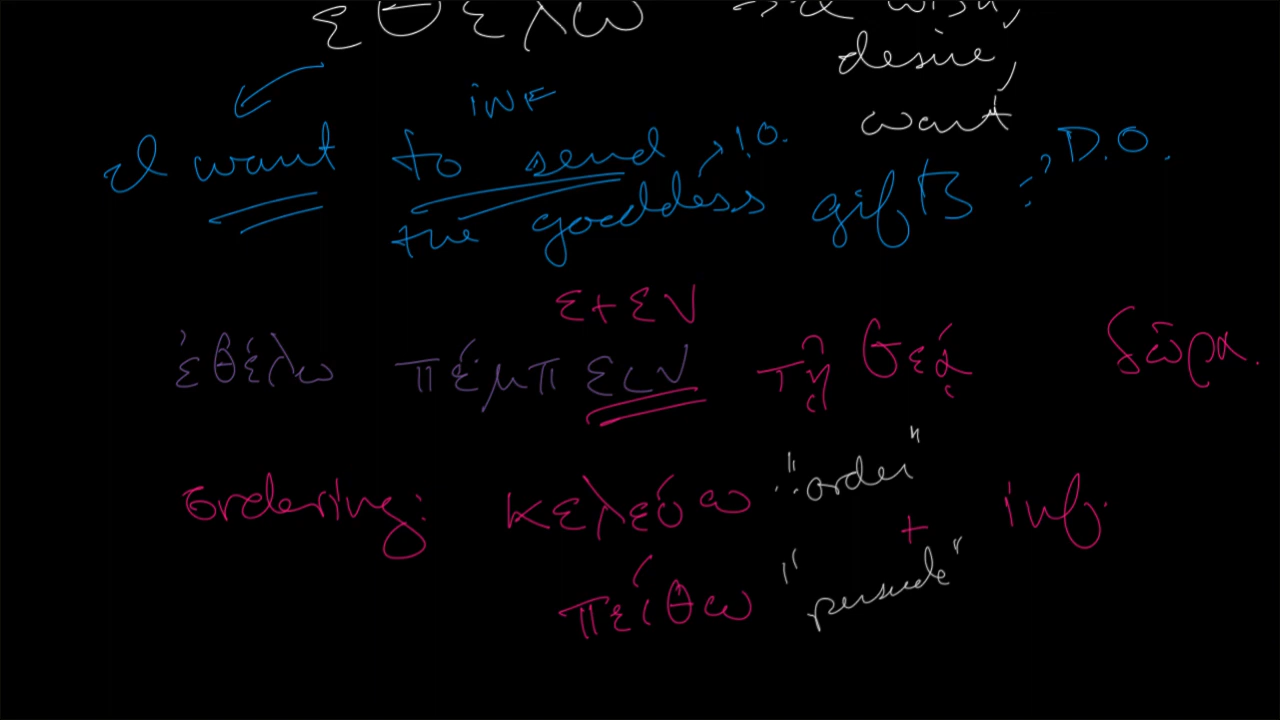 ἐθέλω wish,
desire,
want
INF
I want to send → I.O.
the goddess gifts → D.O.
ε + εν
ἐθέλω πέμπειν τῇ θεᾷ δῶρα.
ordering: κελεύω "order"
+ inf.
πείθω "persuade"